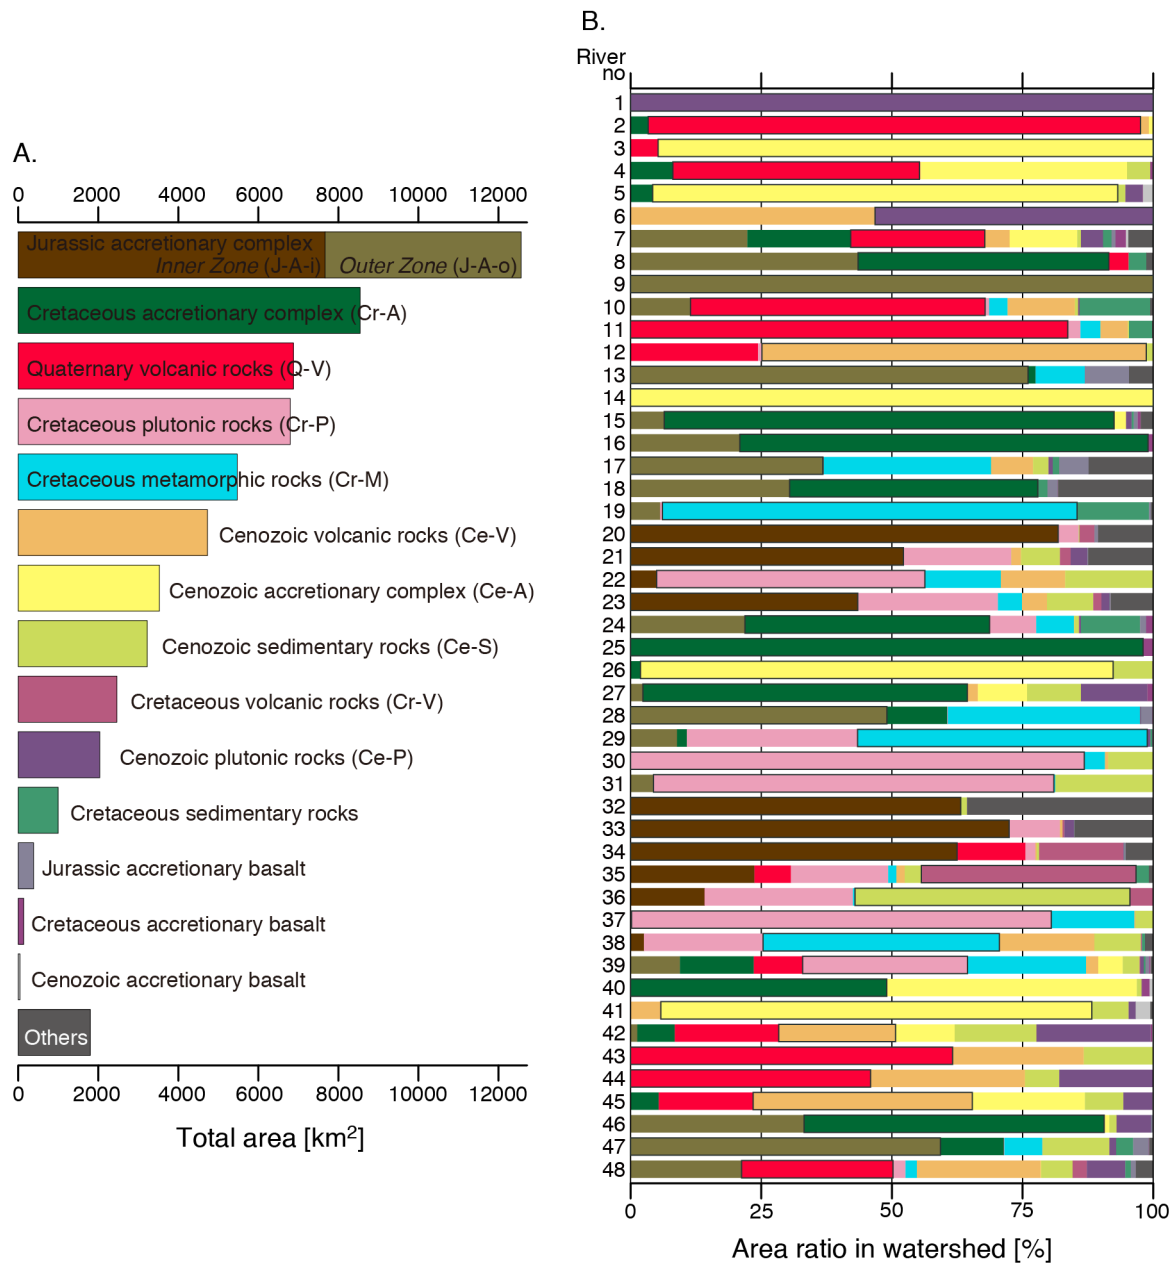 A.
0 2000 4000 6000 8000 10000 12000
Jurassic accretionary complex
Inner Zone (J-A-i) Outer Zone (J-A-o)
Cretaceous accretionary complex (Cr-A)
Quaternary volcanic rocks (Q-V)
Cretaceous plutonic rocks (Cr-P)
Cretaceous metamorphic rocks (Cr-M)
Cenozoic volcanic rocks (Ce-V)
Cenozoic accretionary complex (Ce-A)
Cenozoic sedimentary rocks (Ce-S)
Cretaceous volcanic rocks (Cr-V)
Cenozoic plutonic rocks (Ce-P)
Cretaceous sedimentary rocks
Jurassic accretionary basalt
Cretaceous accretionary basalt
Cenozoic accretionary basalt
Others
0 2000 4000 6000 8000 10000 12000
Total area [km²]
B.
River
no
1
2
3
4
5
6
7
8
9
10
11
12
13
14
15
16
17
18
19
20
21
22
23
24
25
26
27
28
29
30
31
32
33
34
35
36
37
38
39
40
41
42
43
44
45
46
47
48
0 25 50 75 100
Area ratio in watershed [%]